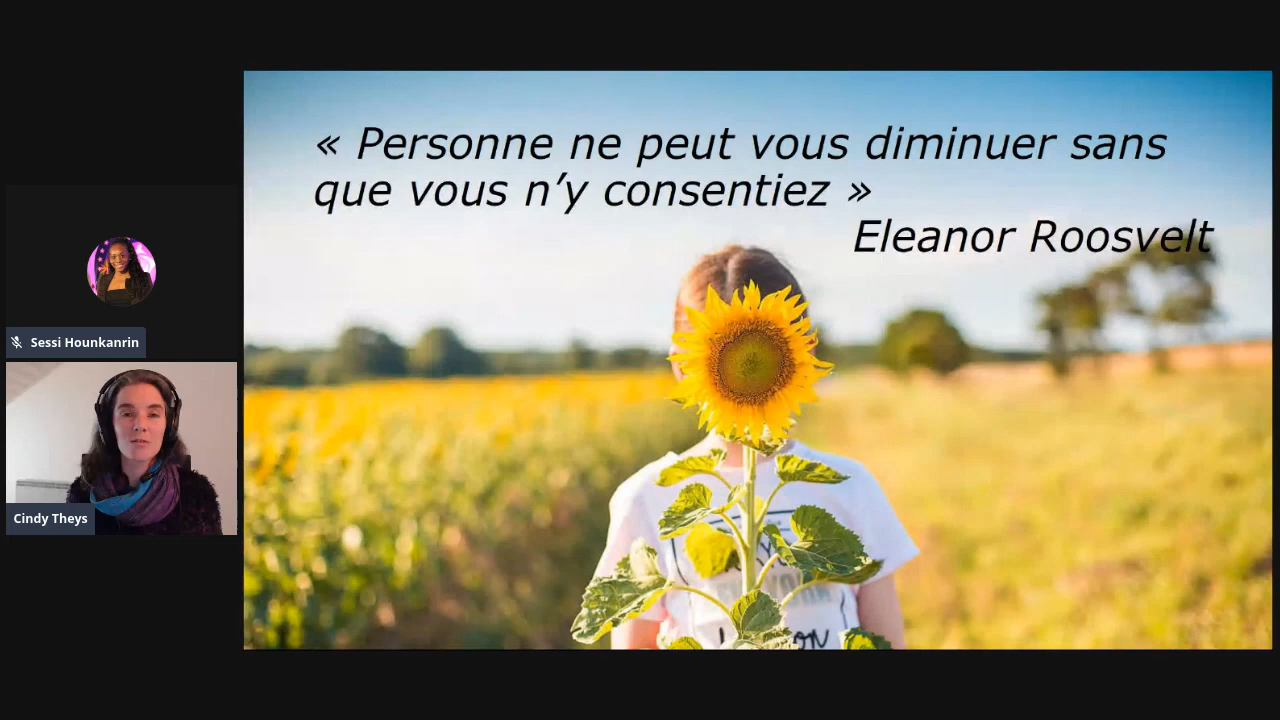 « Personne ne peut vous diminuer sans
que vous n’y consentiez »
Eleanor Roosvelt
Sessi Hounkanrin
Cindy Theys